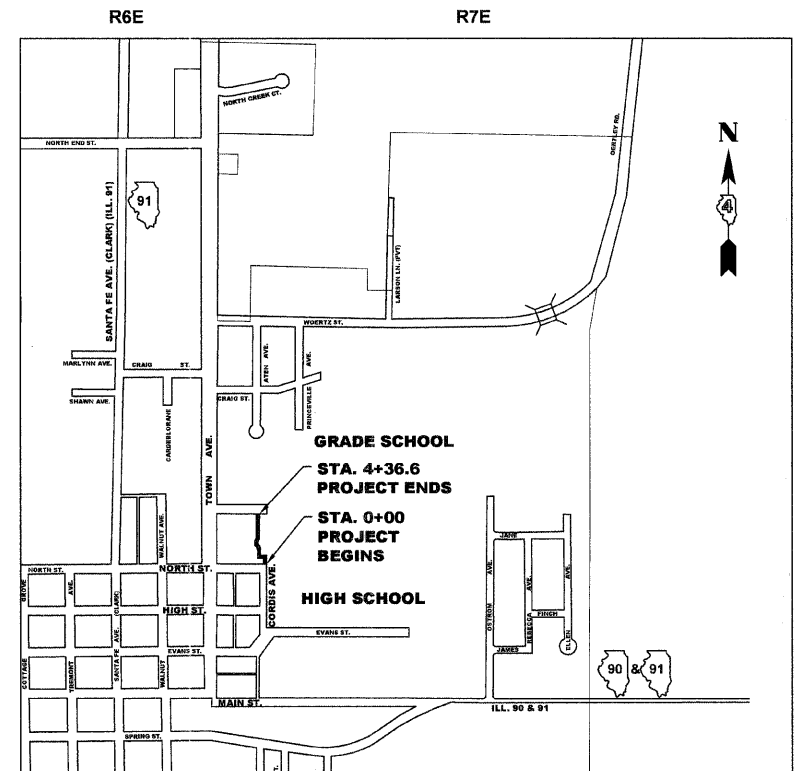 R6E
R7E
NORTH CREEK CT.
OERTLEY RD.
NORTH END ST.
N
4
91
SANTA FE AVE. (CLARK) (ILL. 91)
LARSON LN. (PVT)
WOERTZ ST.
MARLYNN AVE.
CRAIG ST.
ATEN AVE.
PRINCEVILLE AVE.
SHAWN AVE.
CRAIG ST.
TOWN AVE.
GRADE SCHOOL
STA. 4+36.6
PROJECT ENDS
STA. 0+00
PROJECT
BEGINS
WALNUT AVE.
JANE
NORTH ST.
NORTH ST.
CORDIS AVE.
HIGH SCHOOL
GROVE
AVE.
(CLARK)
HIGH ST.
OSTROM AVE.
REBECCA AVE.
FINCH
ELLEN AVE.
EVANS ST.
EVANS ST.
JAMES
COTTAGE
TREMONT
SANTA FE AVE.
WALNUT
90 & 91
MAIN ST.
ILL. 90 & 91
SPRING ST.
T.